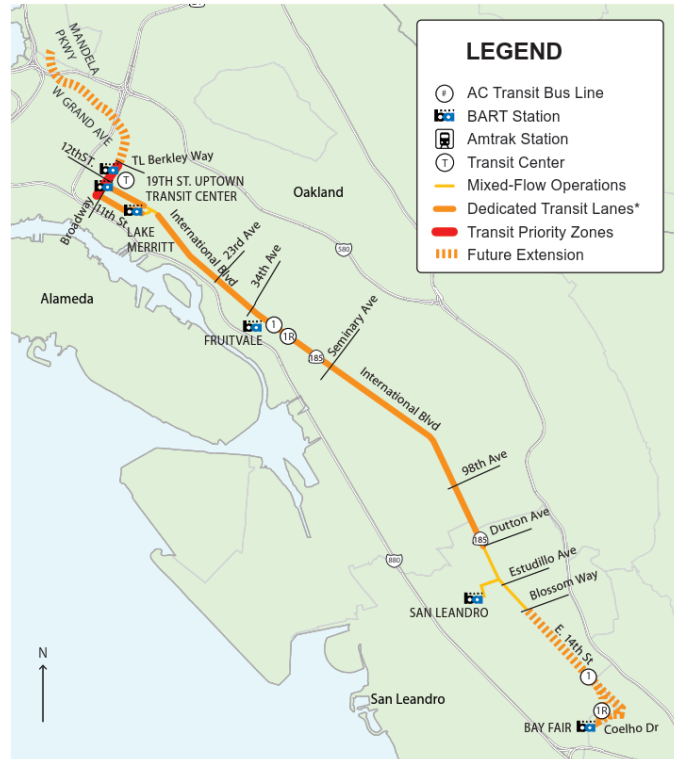 LEGEND
# AC Transit Bus Line
BART Station
Amtrak Station
T Transit Center
Mixed-Flow Operations
Dedicated Transit Lanes*
Transit Priority Zones
Future Extension
MANDELA
PKWY
W GRAND AVE
12thST.
TL Berkley Way
T
19TH ST. UPTOWN
TRANSIT CENTER
Oakland
Broadway
11th St.
LAKE
MERRITT
International Blvd
23rd Ave
34th Ave
580
Alameda
FRUITVALE
1
1R
185
Seminary Ave
International Blvd
98th Ave
185
Dutton Ave
880
Estudillo Ave
SAN LEANDRO
Blossom Way
E. 14th St
N
San Leandro
1
1R
BAY FAIR
Coelho Dr